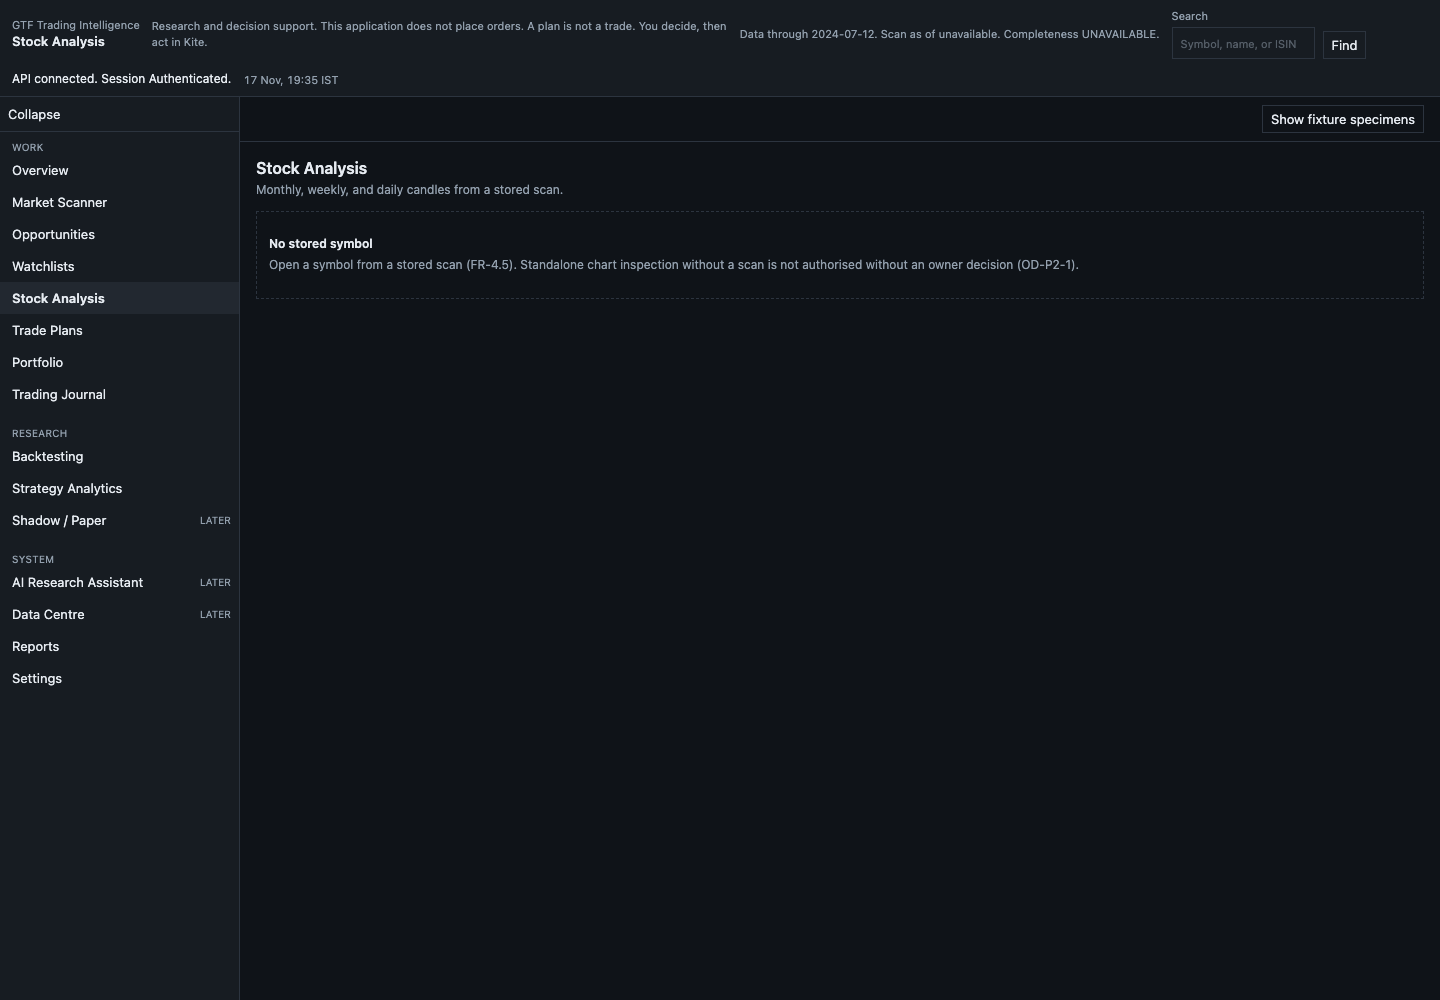 GTF Trading Intelligence
Stock Analysis
Research and decision support. This application does not place orders. A plan is not a trade. You decide, then
act in Kite.
Data through 2024-07-12. Scan as of unavailable. Completeness UNAVAILABLE.
Search
Symbol, name, or ISIN
Find
API connected. Session Authenticated.
17 Nov, 19:35 IST
Collapse
WORK
Overview
Market Scanner
Opportunities
Watchlists
Stock Analysis
Trade Plans
Portfolio
Trading Journal
RESEARCH
Backtesting
Strategy Analytics
Shadow / Paper LATER
SYSTEM
AI Research Assistant LATER
Data Centre LATER
Reports
Settings
Show fixture specimens
Stock Analysis
Monthly, weekly, and daily candles from a stored scan.
No stored symbol
Open a symbol from a stored scan (FR-4.5). Standalone chart inspection without a scan is not authorised without an owner decision (OD-P2-1).